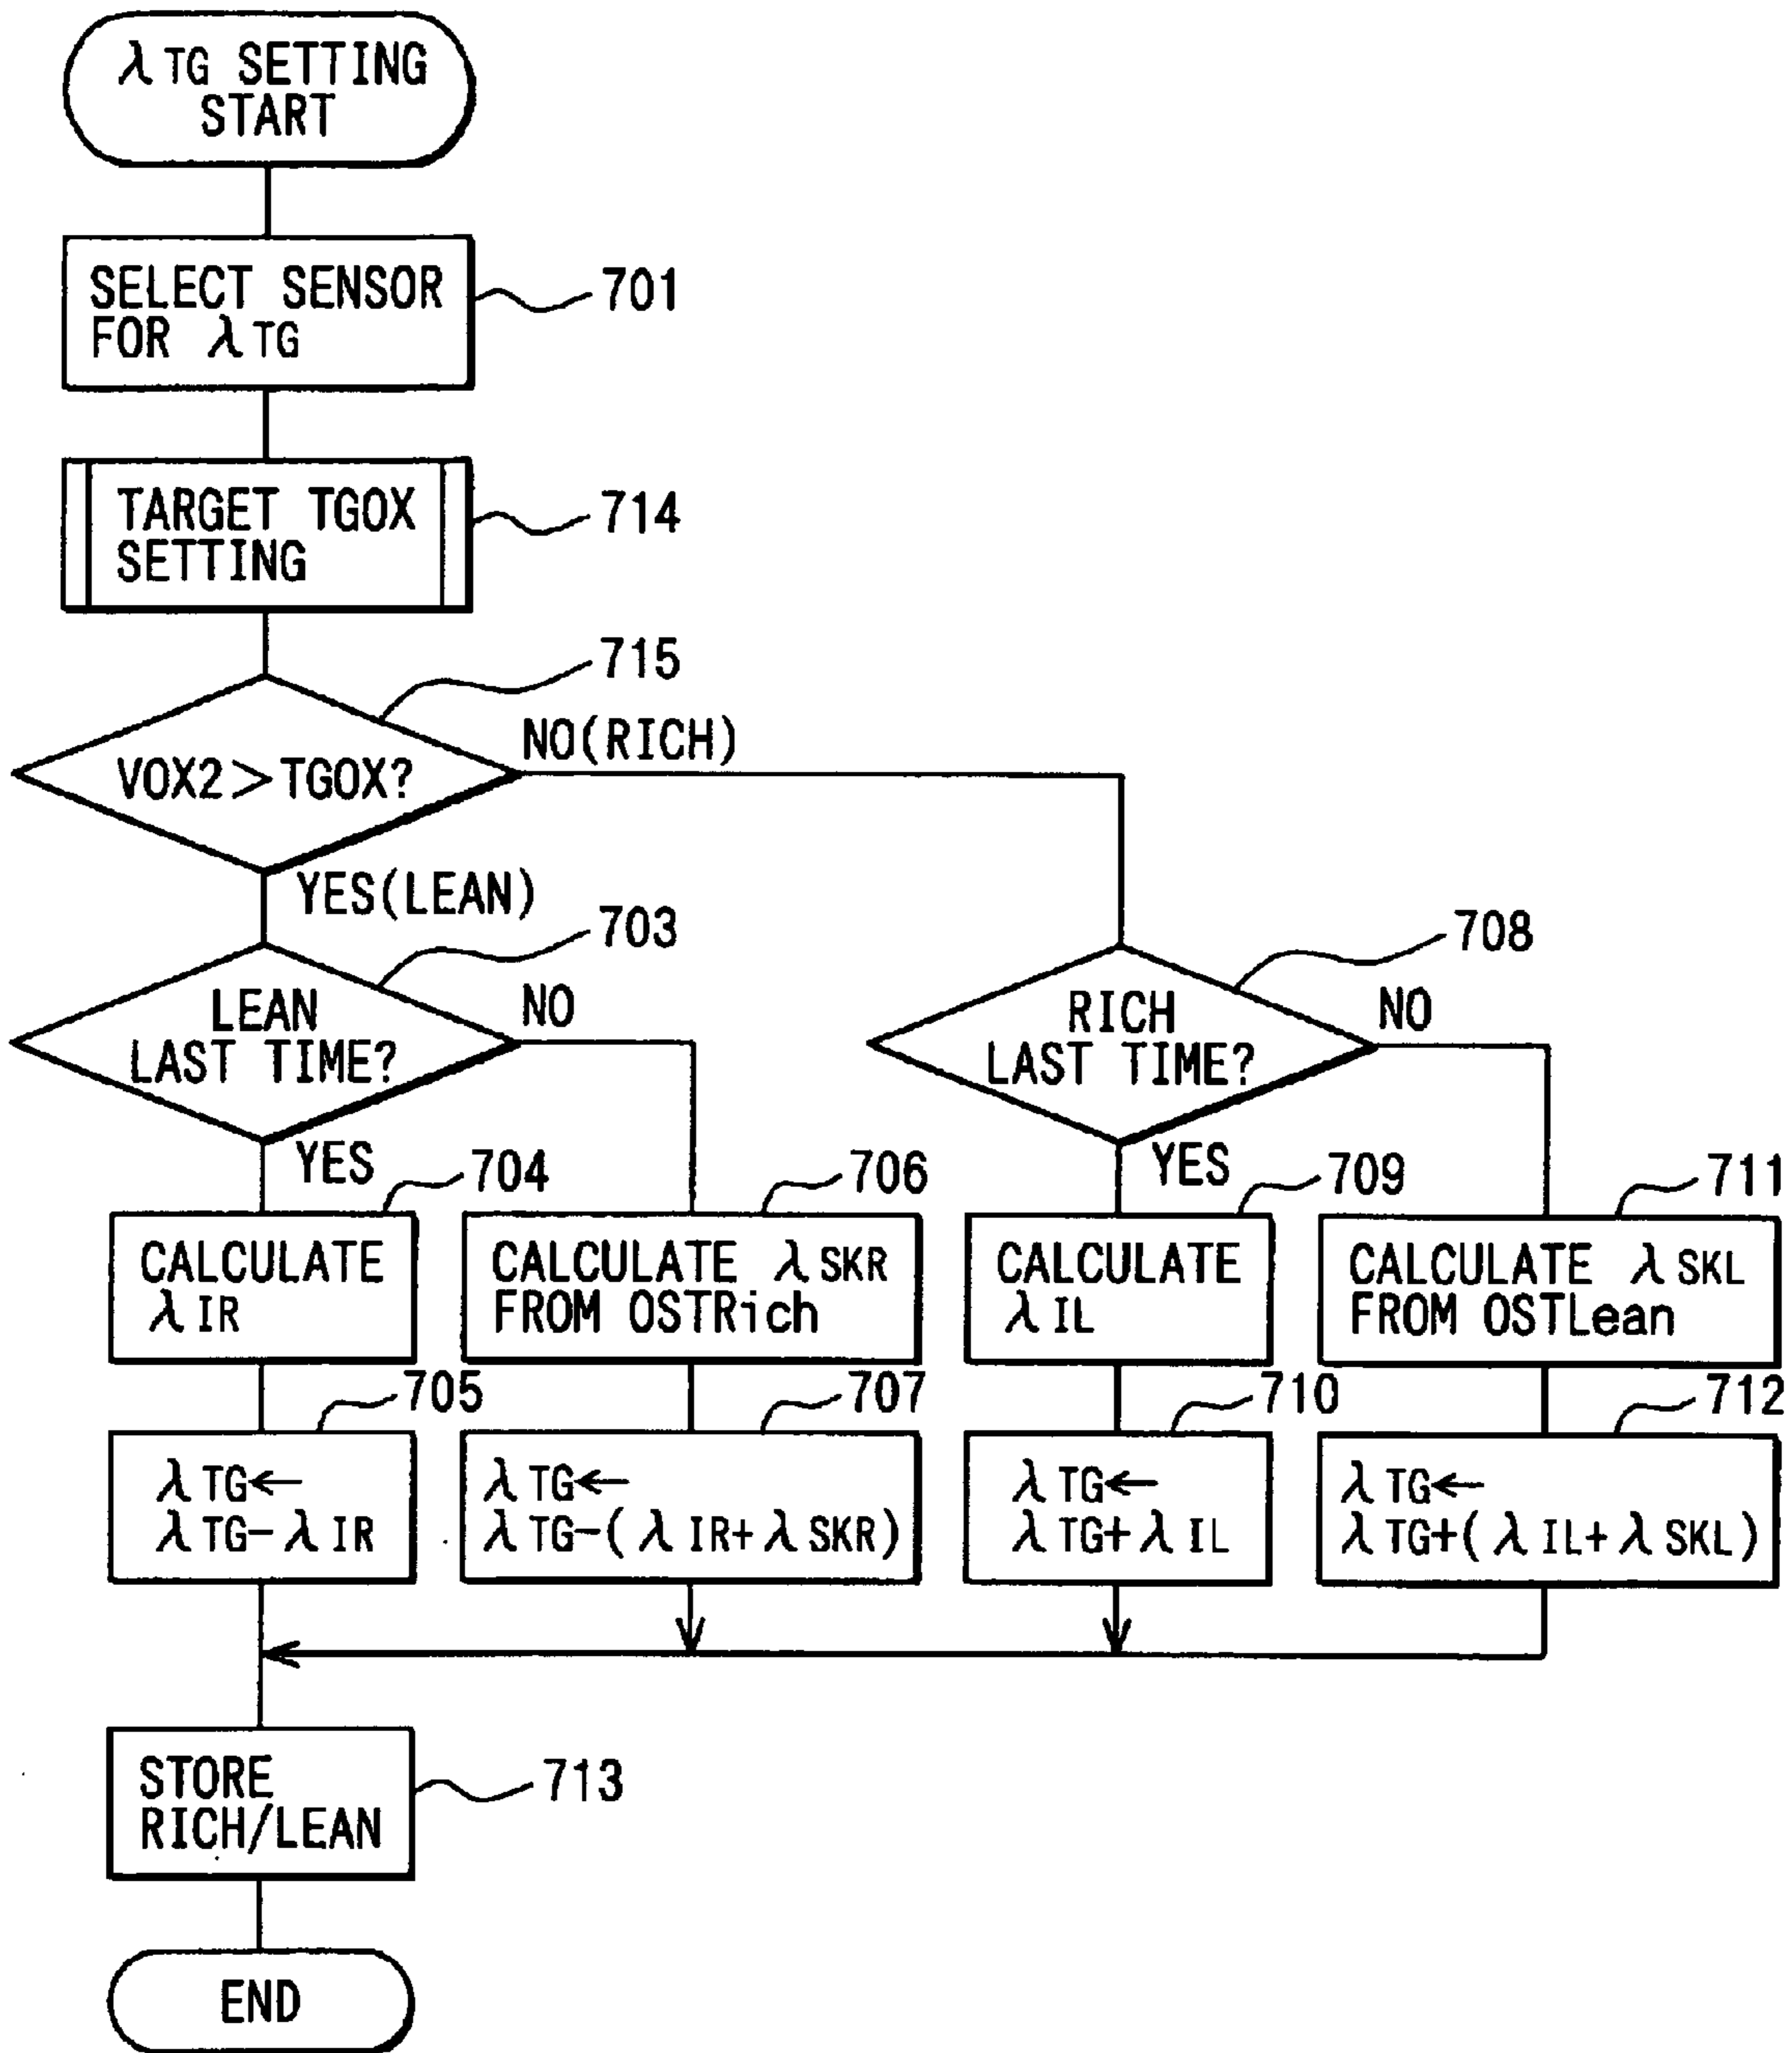 λTG SETTING
START
SELECT SENSOR
FOR λTG
701
TARGET TGOX
SETTING
714
715
VOX2>TGOX?
NO(RICH)
YES(LEAN)
703
LEAN
LAST TIME?
NO
YES
708
RICH
LAST TIME?
NO
YES
704
CALCULATE
λIR
706
CALCULATE λSKR
FROM OSTRich
709
CALCULATE
λIL
711
CALCULATE λSKL
FROM OSTLean
705
λTG←
λTG-λIR
707
λTG←
λTG-(λIR+λSKR)
710
λTG←
λTG+λIL
712
λTG←
λTG+(λIL+λSKL)
STORE
RICH/LEAN
713
END